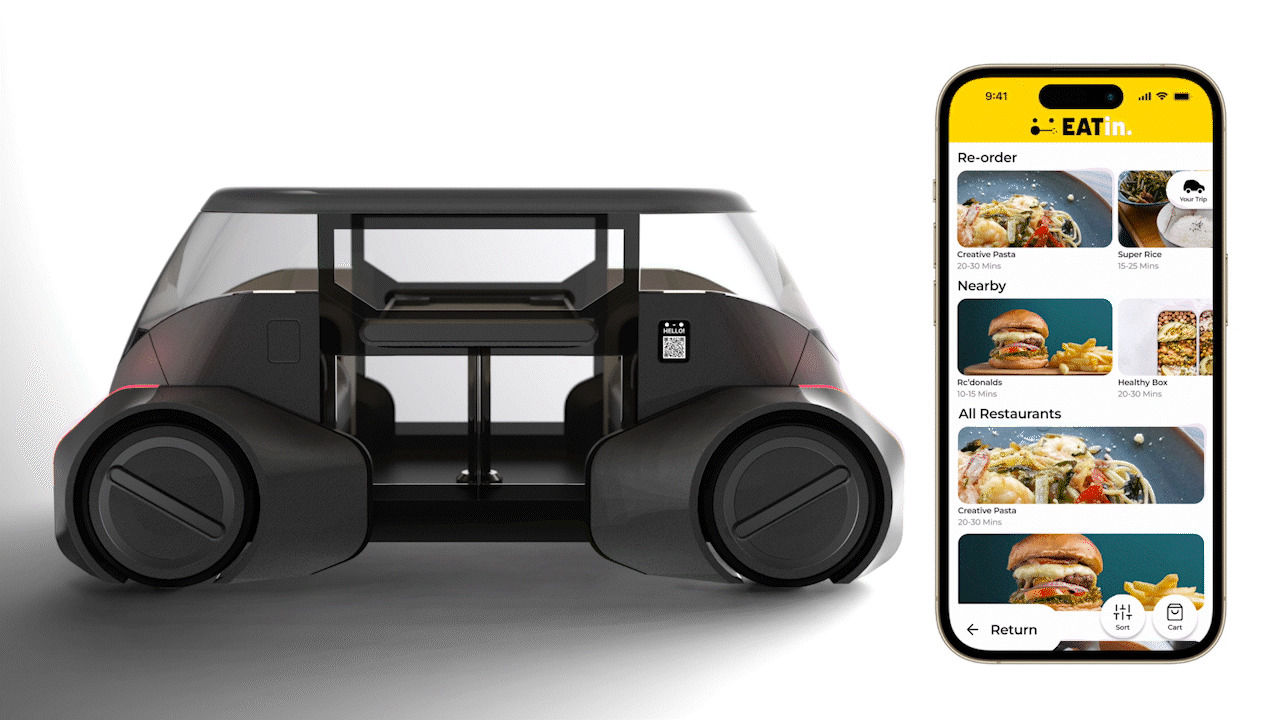 HELLO!
9:41
EATin.
Re-order
Your Trip
Creative Pasta
Super Rice
20-30 Mins
15-25 Mins
Nearby
Rc'donalds
Healthy Box
10-15 Mins
20-30 Mins
All Restaurants
Creative Pasta
20-30 Mins
Return
Sort
Cart